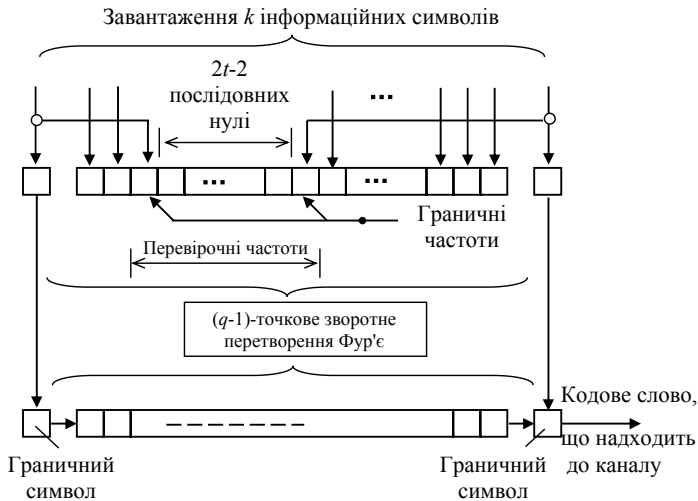 Завантаження k інформаційних символів
2t-2
послідовних
нулі
...
... ...
Граничні
частоти
Перевірочні частоти
(q-1)-точкове зворотне
перетворення Фур'є
Кодове слово,
що надходить
до каналу
Граничний
символ
Граничний
символ